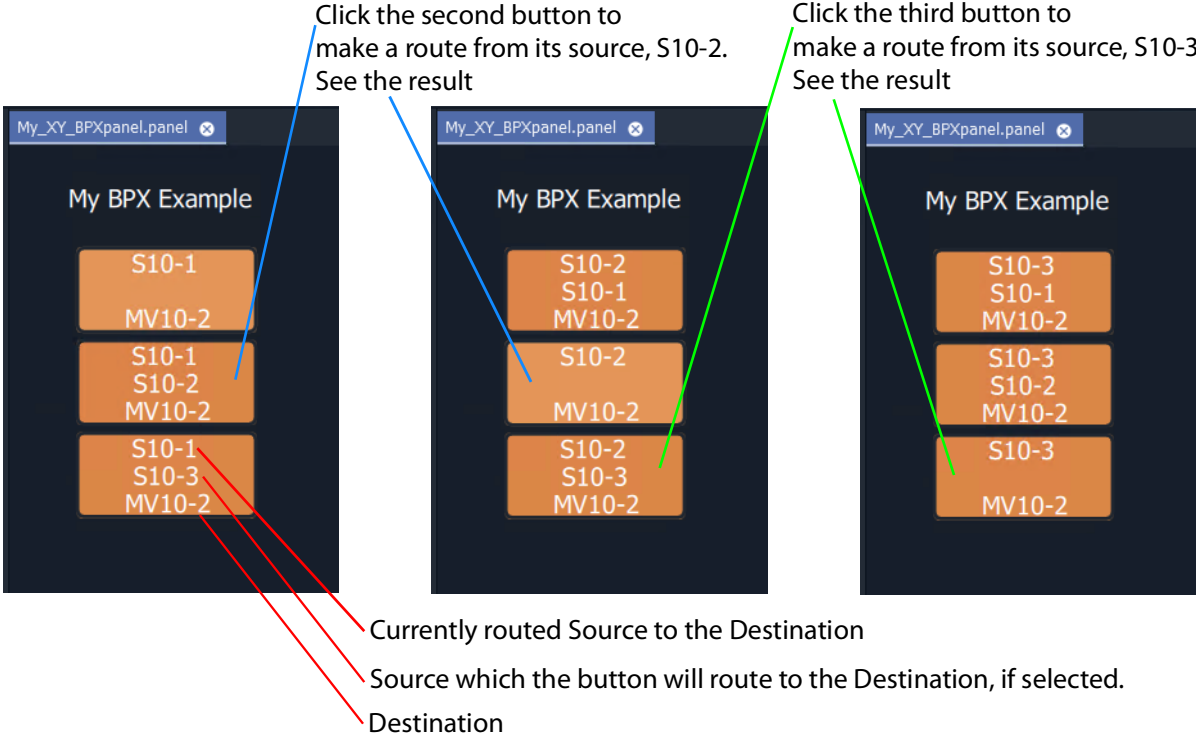 Click the second button to
make a route from its source, S10-2.
See the result
Click the third button to
make a route from its source, S10-3
See the result
My_XY_BPXpanel.panel
My BPX Example
S10-1
MV10-2
S10-1
S10-2
MV10-2
S10-1
S10-3
MV10-2
My_XY_BPXpanel.panel
My BPX Example
S10-2
S10-1
MV10-2
S10-2
MV10-2
S10-2
S10-3
MV10-2
My_XY_BPXpanel.panel
My BPX Example
S10-3
S10-1
MV10-2
S10-3
S10-2
MV10-2
S10-3
MV10-2
Currently routed Source to the Destination
Source which the button will route to the Destination, if selected.
Destination